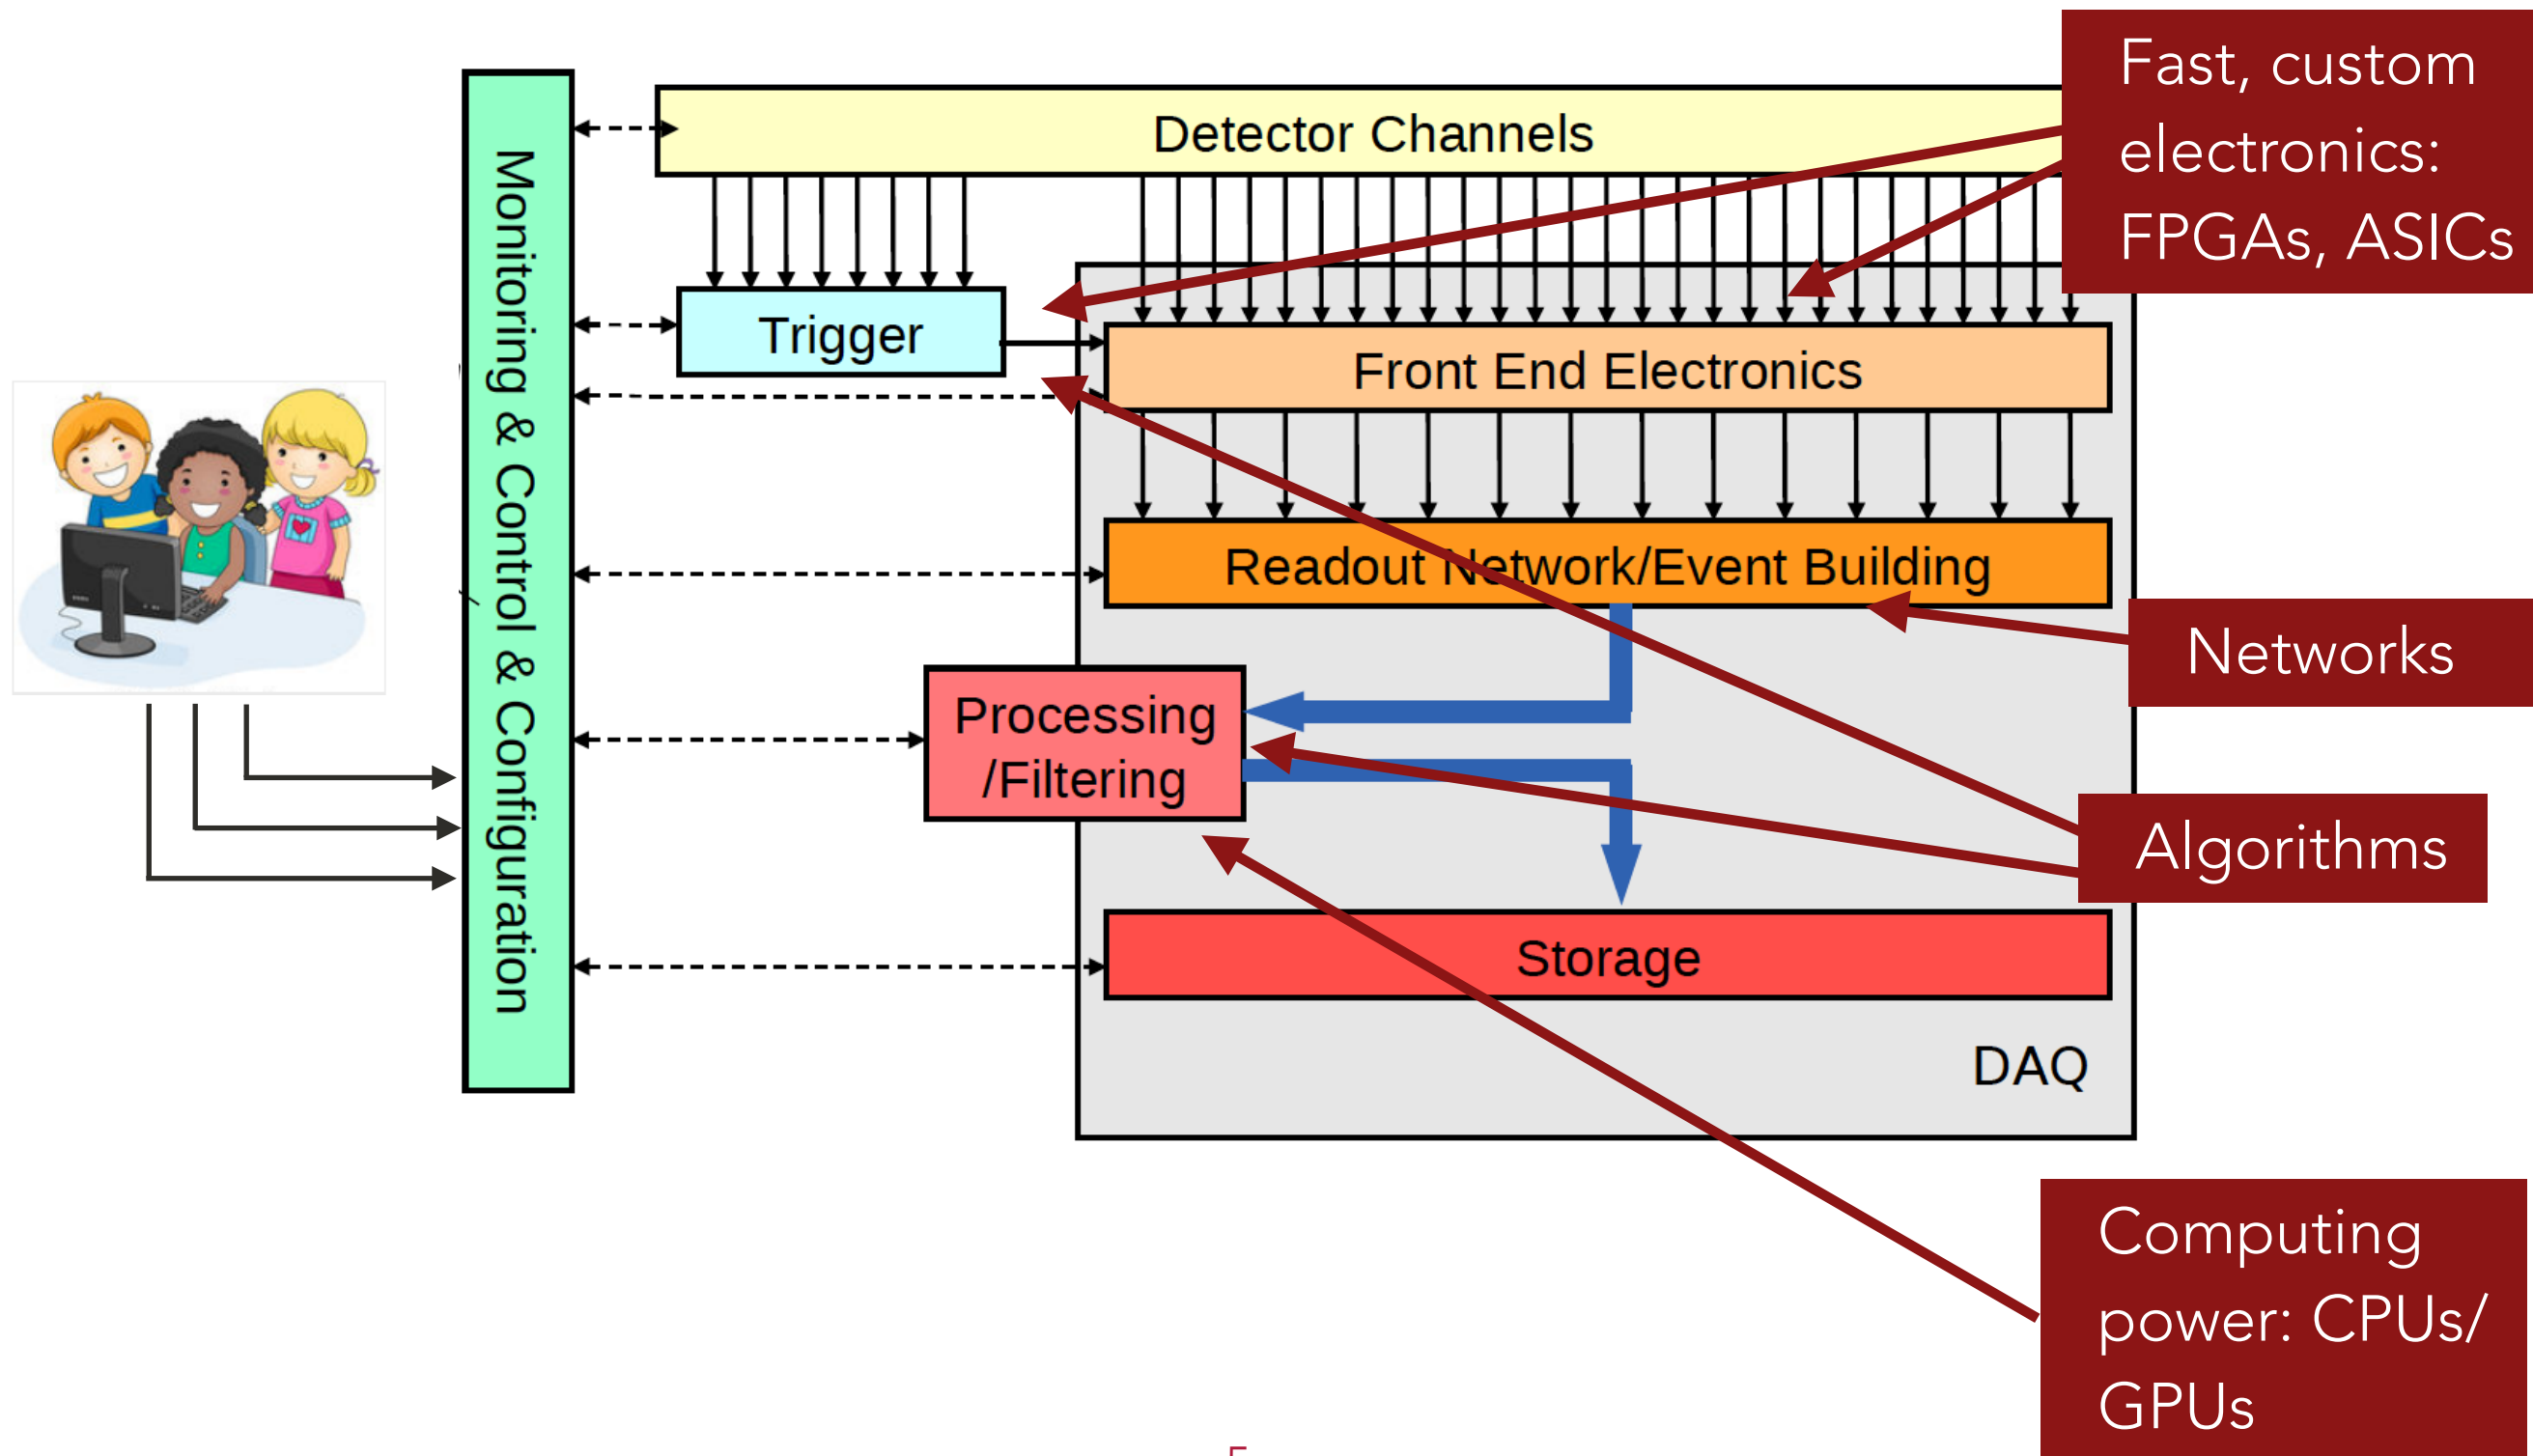 Fast, custom
electronics:
FPGAs, ASICs
Detector Channels
Monitoring & Control & Configuration
Trigger
Front End Electronics
Readout Network/Event Building
Networks
Processing
/Filtering
Algorithms
Storage
DAQ
Computing
power: CPUs/
GPUs